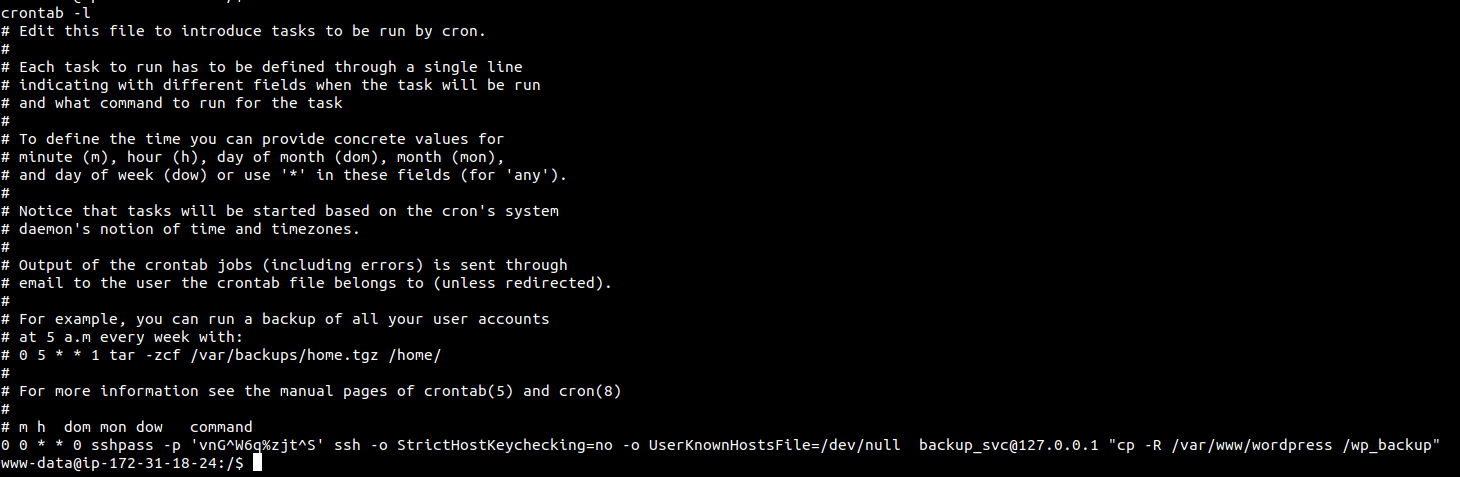 crontab -l
# Edit this file to introduce tasks to be run by cron.
#
# Each task to run has to be defined through a single line
# indicating with different fields when the task will be run
# and what command to run for the task
#
# To define the time you can provide concrete values for
# minute (m), hour (h), day of month (dom), month (mon),
# and day of week (dow) or use '*' in these fields (for 'any').
#
# Notice that tasks will be started based on the cron's system
# daemon's notion of time and timezones.
#
# Output of the crontab jobs (including errors) is sent through
# email to the user the crontab file belongs to (unless redirected).
#
# For example, you can run a backup of all your user accounts
# at 5 a.m every week with:
# 0 5 * * 1 tar -zcf /var/backups/home.tgz /home/
#
# For more information see the manual pages of crontab(5) and cron(8)
#
# m h  dom mon dow   command
0 0 * * 0 sshpass -p 'vnG^W6q%zjt^S' ssh -o StrictHostKeychecking=no -o UserKnownHostsFile=/dev/null  backup_svc@127.0.0.1 "cp -R /var/www/wordpress /wp_backup"
www-data@ip-172-31-18-24:/$